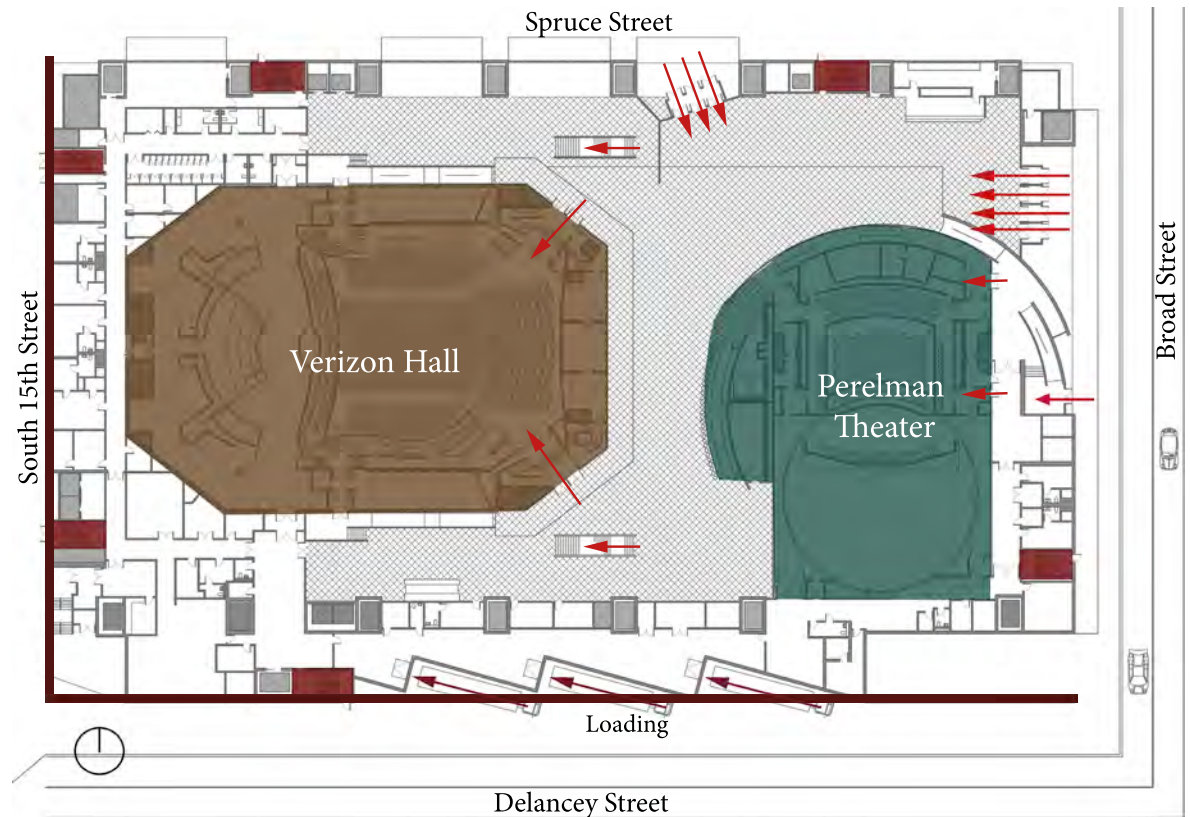 Spruce Street
South 15th Street
Verizon Hall
Perelman
Theater
Broad Street
Loading
Delancey Street